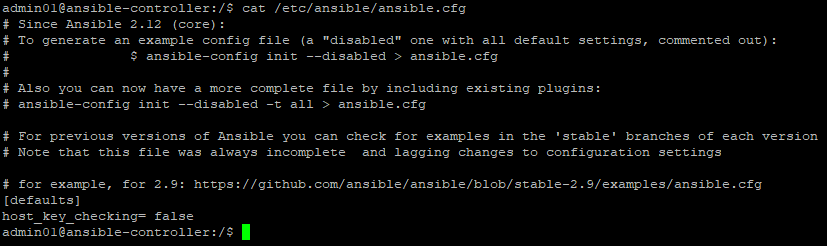 admin01@ansible-controller:/$ cat /etc/ansible/ansible.cfg
# Since Ansible 2.12 (core):
# To generate an example config file (a "disabled" one with all default settings, commented out):
#               $ ansible-config init --disabled > ansible.cfg
#
# Also you can now have a more complete file by including existing plugins:
# ansible-config init --disabled -t all > ansible.cfg

# For previous versions of Ansible you can check for examples in the 'stable' branches of each version
# Note that this file was always incomplete  and lagging changes to configuration settings

# for example, for 2.9: https://github.com/ansible/ansible/blob/stable-2.9/examples/ansible.cfg
[defaults]
host_key_checking= false
admin01@ansible-controller:/$